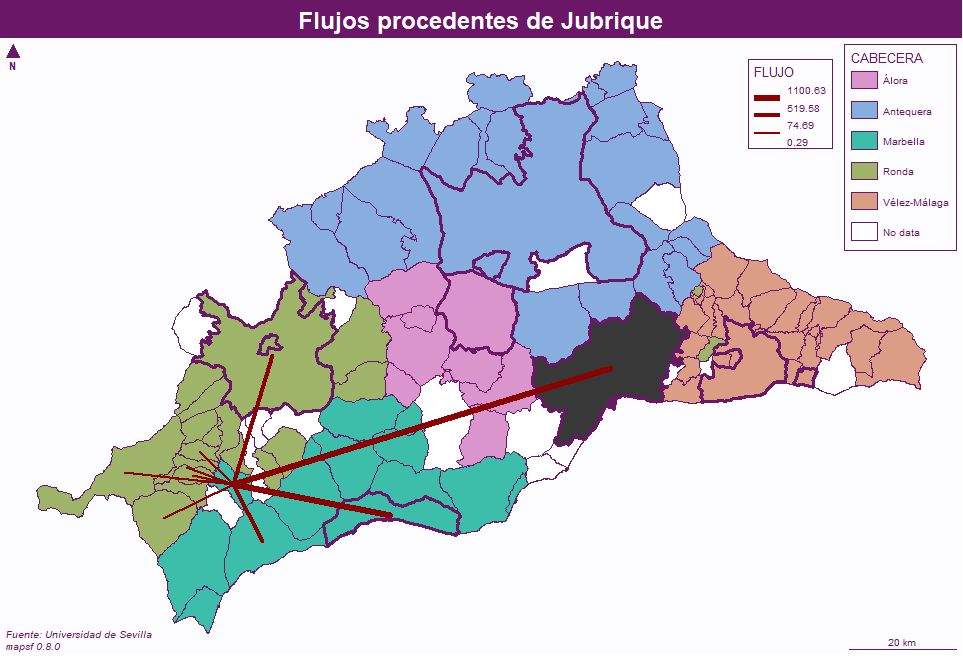 Flujos procedentes de Jubrique
N
FLUJO
1100.63
519.58
74.69
0.29
CABECERA
Álora
Antequera
Marbella
Ronda
Vélez-Málaga
No data
Fuente: Universidad de Sevilla
mapsf 0.8.0
20 km